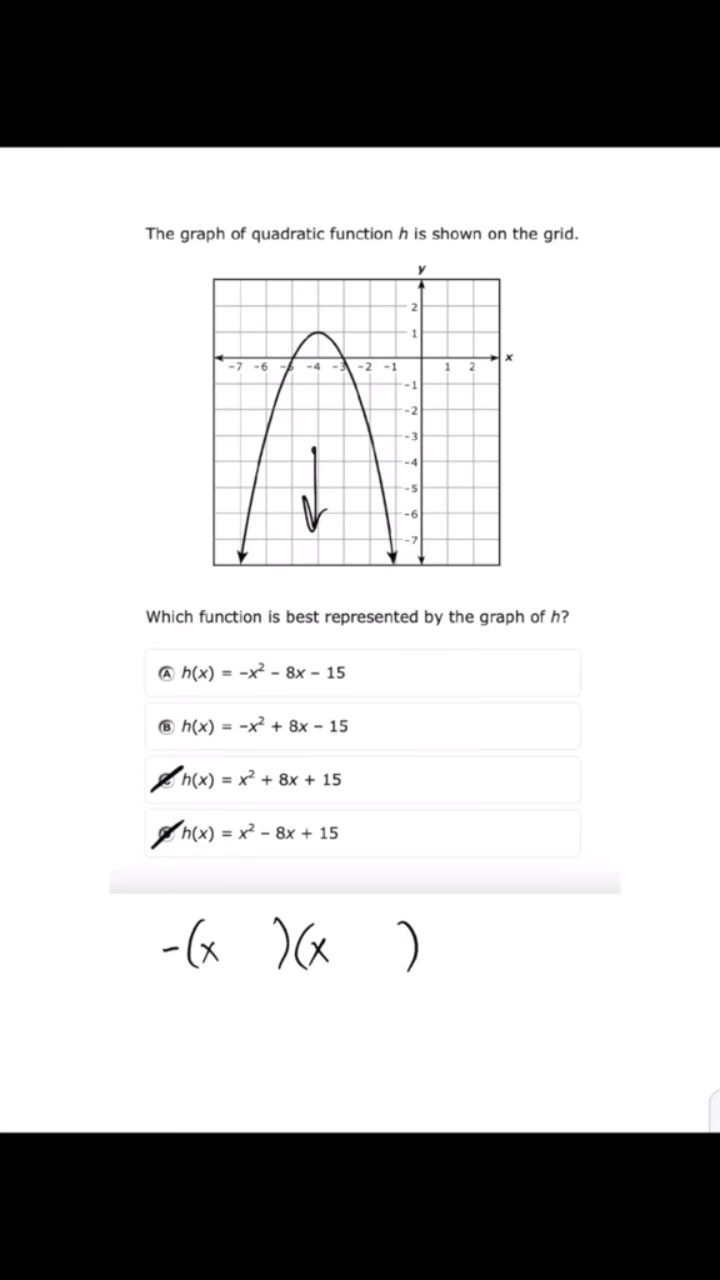 The graph of quadratic function h is shown on the grid.
y
2
1
-7 -6 -5 -4 -3 -2 -1 1 2 x
-1
-2
-3
-4
-5
-6
-7
Which function is best represented by the graph of h?
A h(x) = -x² - 8x - 15
B h(x) = -x² + 8x - 15
h(x) = x² + 8x + 15
h(x) = x² - 8x + 15
-(x )(x )